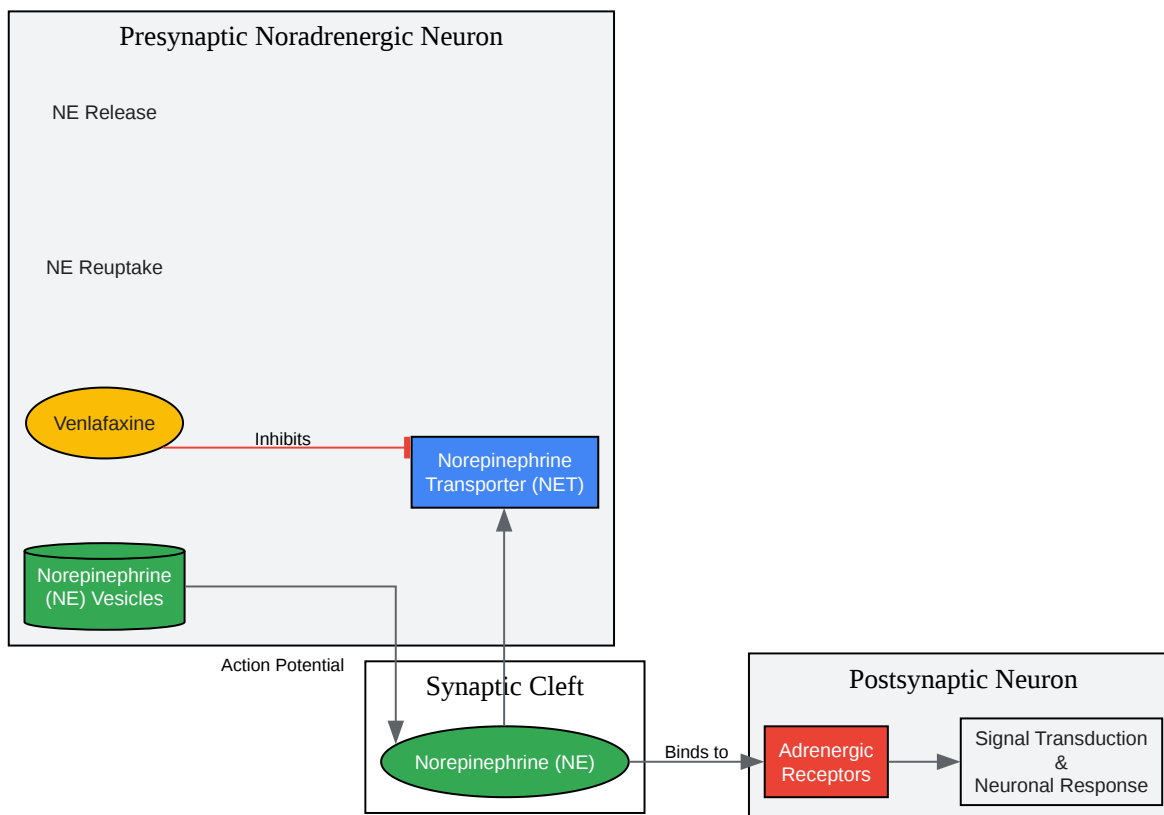 Presynaptic Noradrenergic Neuron
NE Release
NE Reuptake
Venlafaxine
Inhibits
Norepinephrine
Transporter (NET)
Norepinephrine
(NE) Vesicles
Action Potential
Synaptic Cleft
Norepinephrine (NE)
Binds to
Postsynaptic Neuron
Adrenergic
Receptors
Signal Transduction
&
Neuronal Response